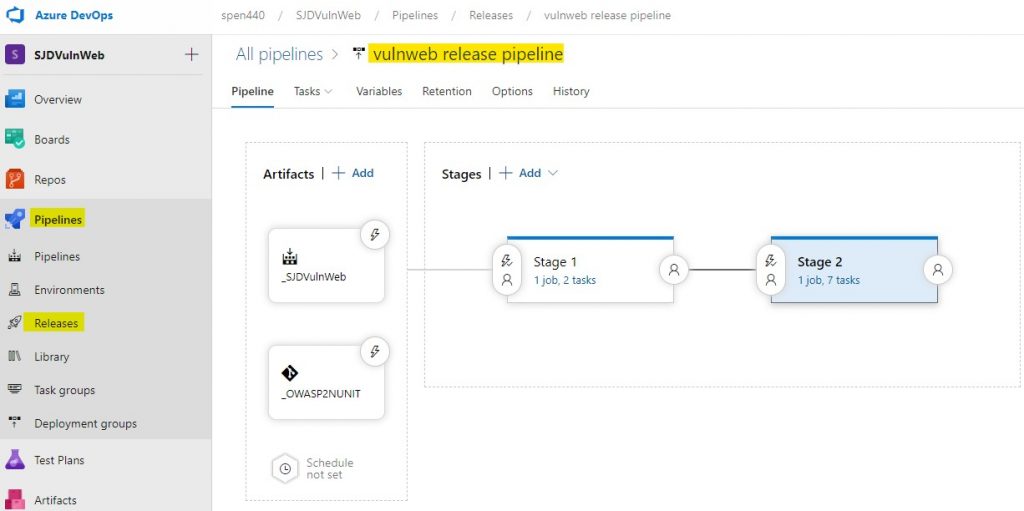 Azure DevOps
spen440 / SJDVulnWeb / Pipelines / Releases / vulnweb release pipeline
S SJDVulnWeb +
Overview
Boards
Repos
Pipelines
Pipelines
Environments
Releases
Library
Task groups
Deployment groups
Test Plans
Artifacts
All pipelines > vulnweb release pipeline
Pipeline Tasks Variables Retention Options History
Artifacts | + Add
_SJDVulnWeb
_OWASP2NUNIT
Schedule
not set
Stages | + Add
Stage 1
1 job, 2 tasks
Stage 2
1 job, 7 tasks